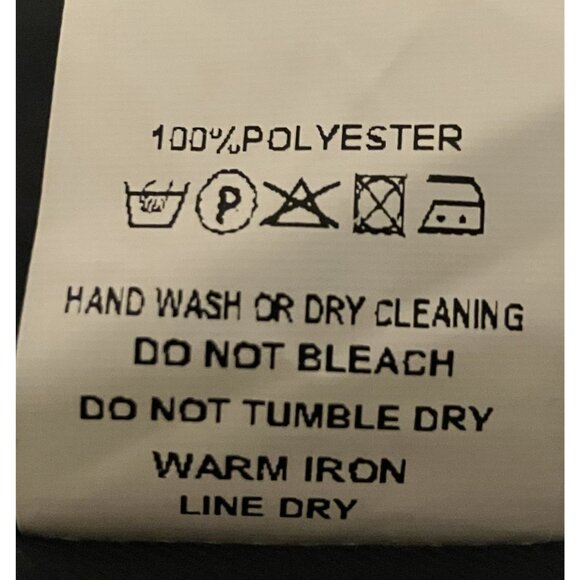 100%POLYESTER
P
HAND WASH OR DRY CLEANING
DO NOT BLEACH
DO NOT TUMBLE DRY
WARM IRON
LINE DRY